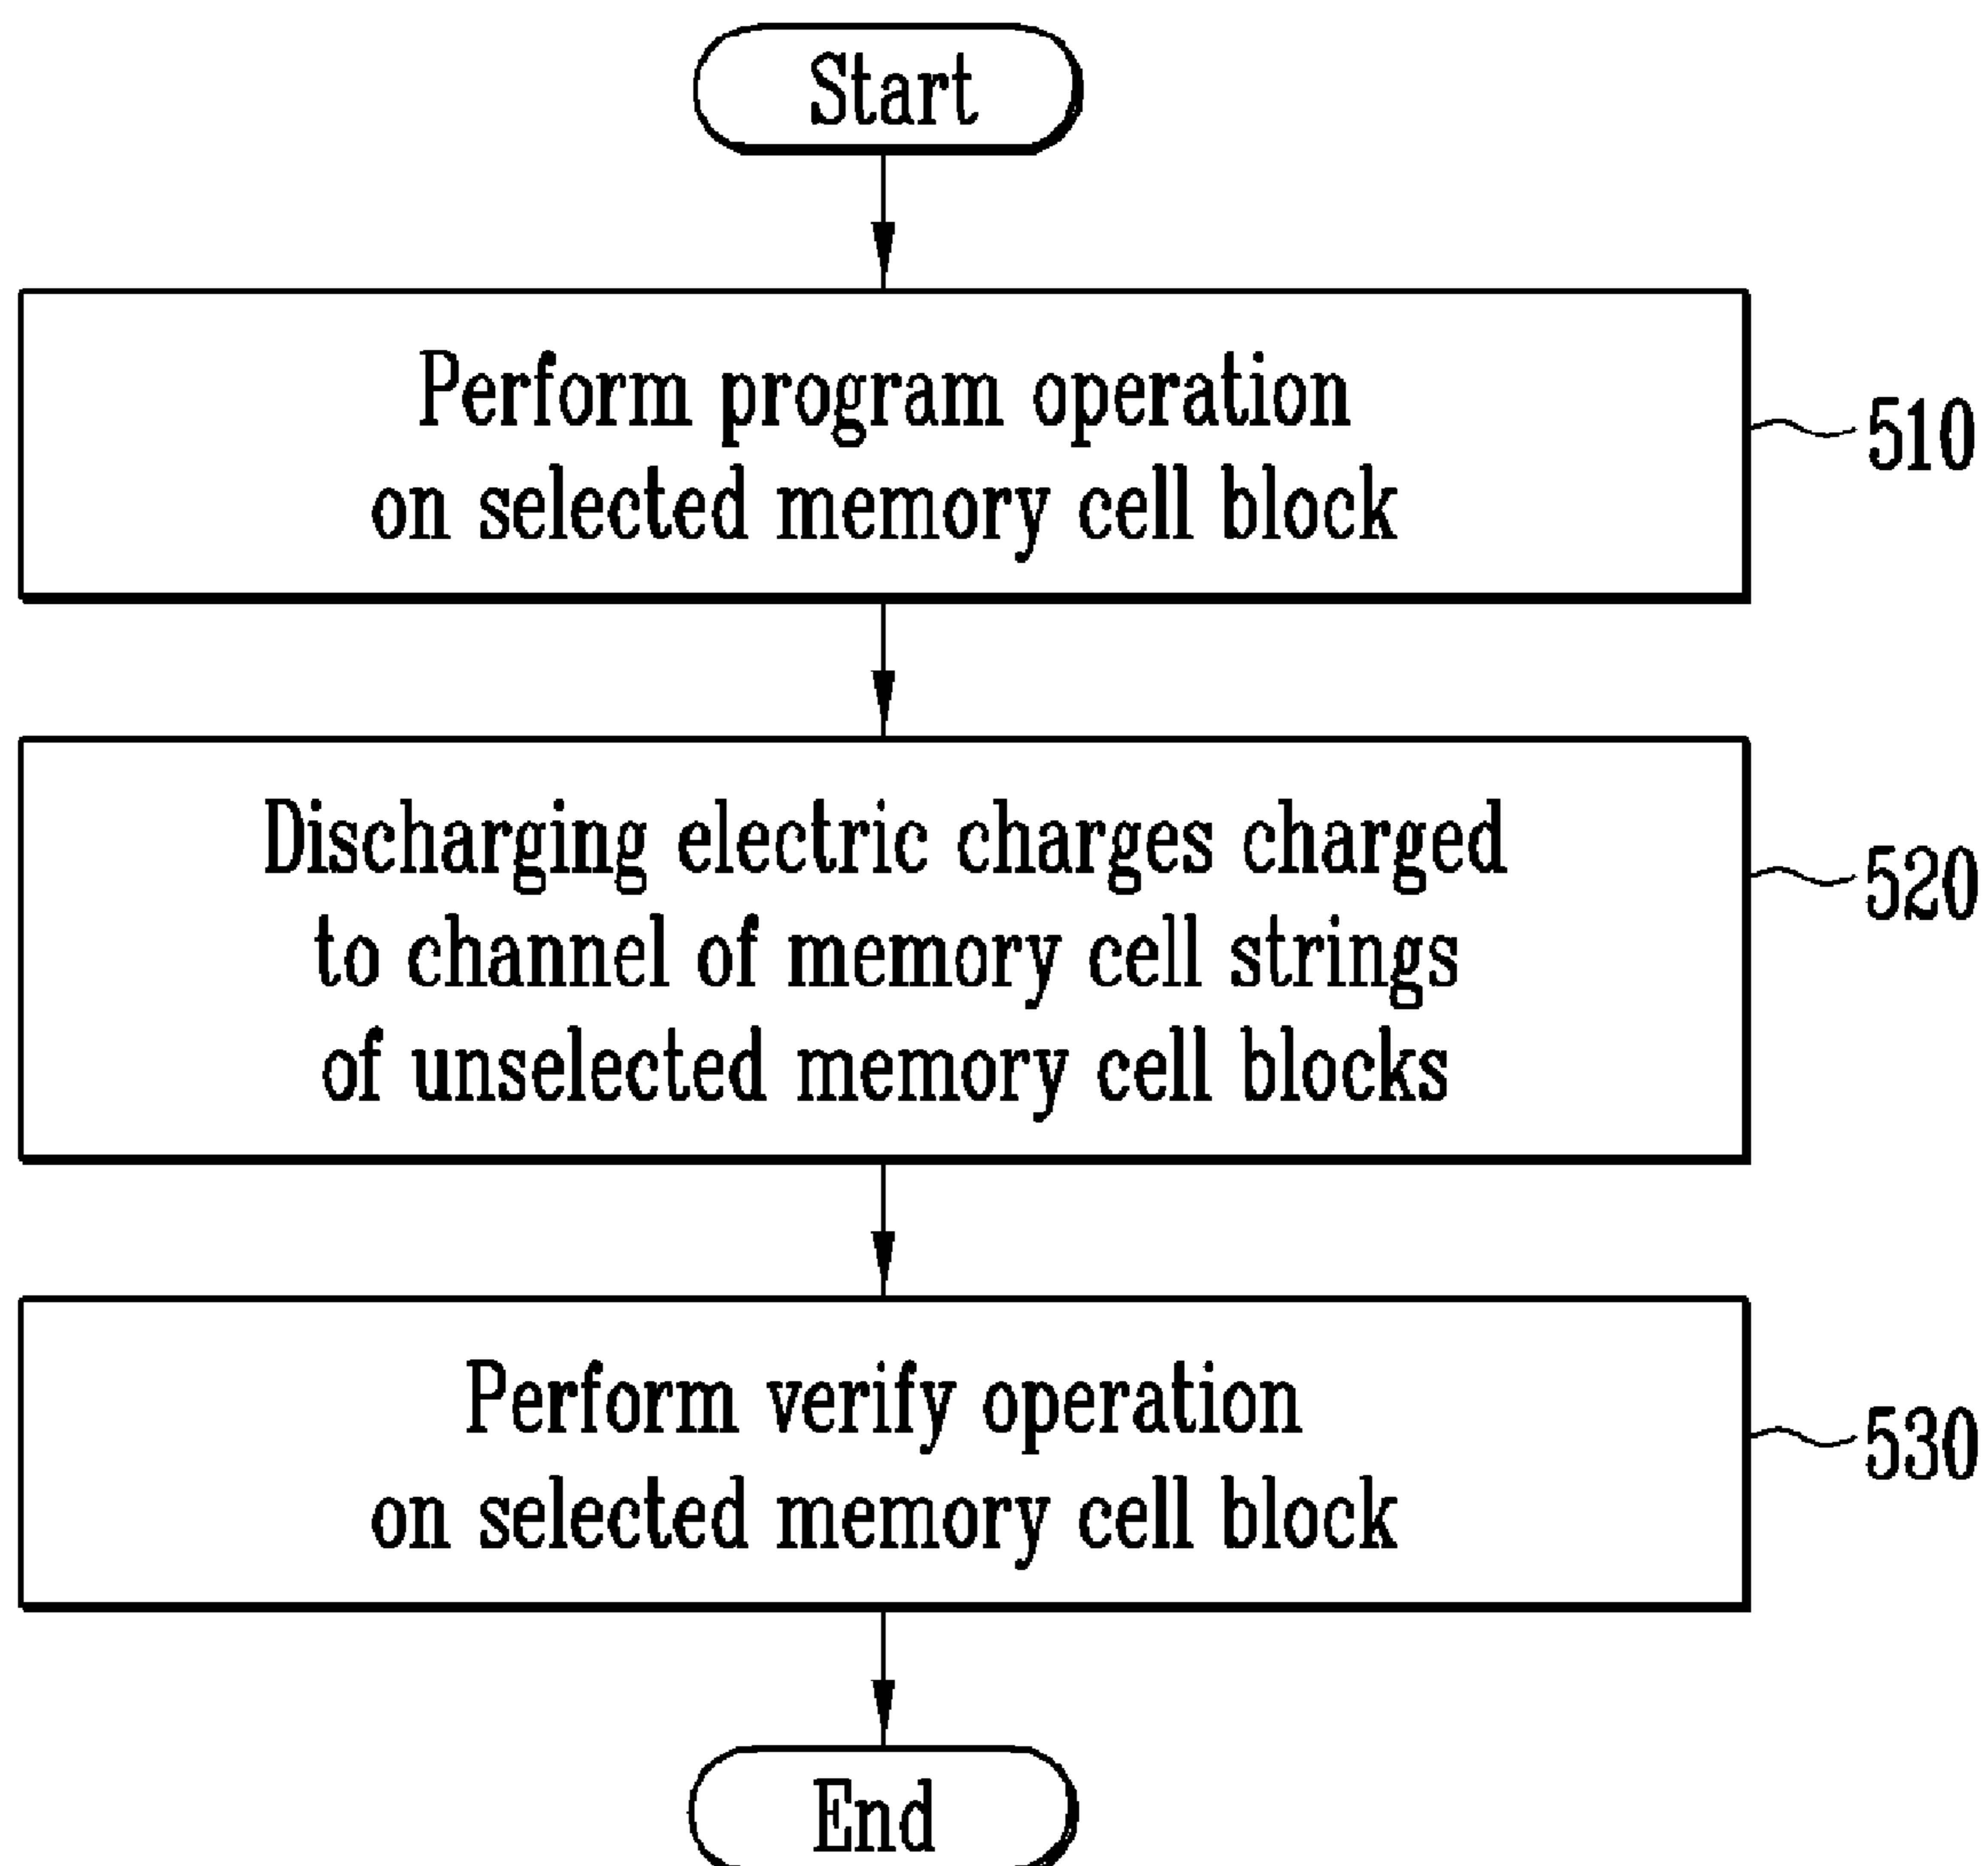 Start
Perform program operation
on selected memory cell block
510
Discharging electric charges charged
to channel of memory cell strings
of unselected memory cell blocks
520
Perform verify operation
on selected memory cell block
530
End